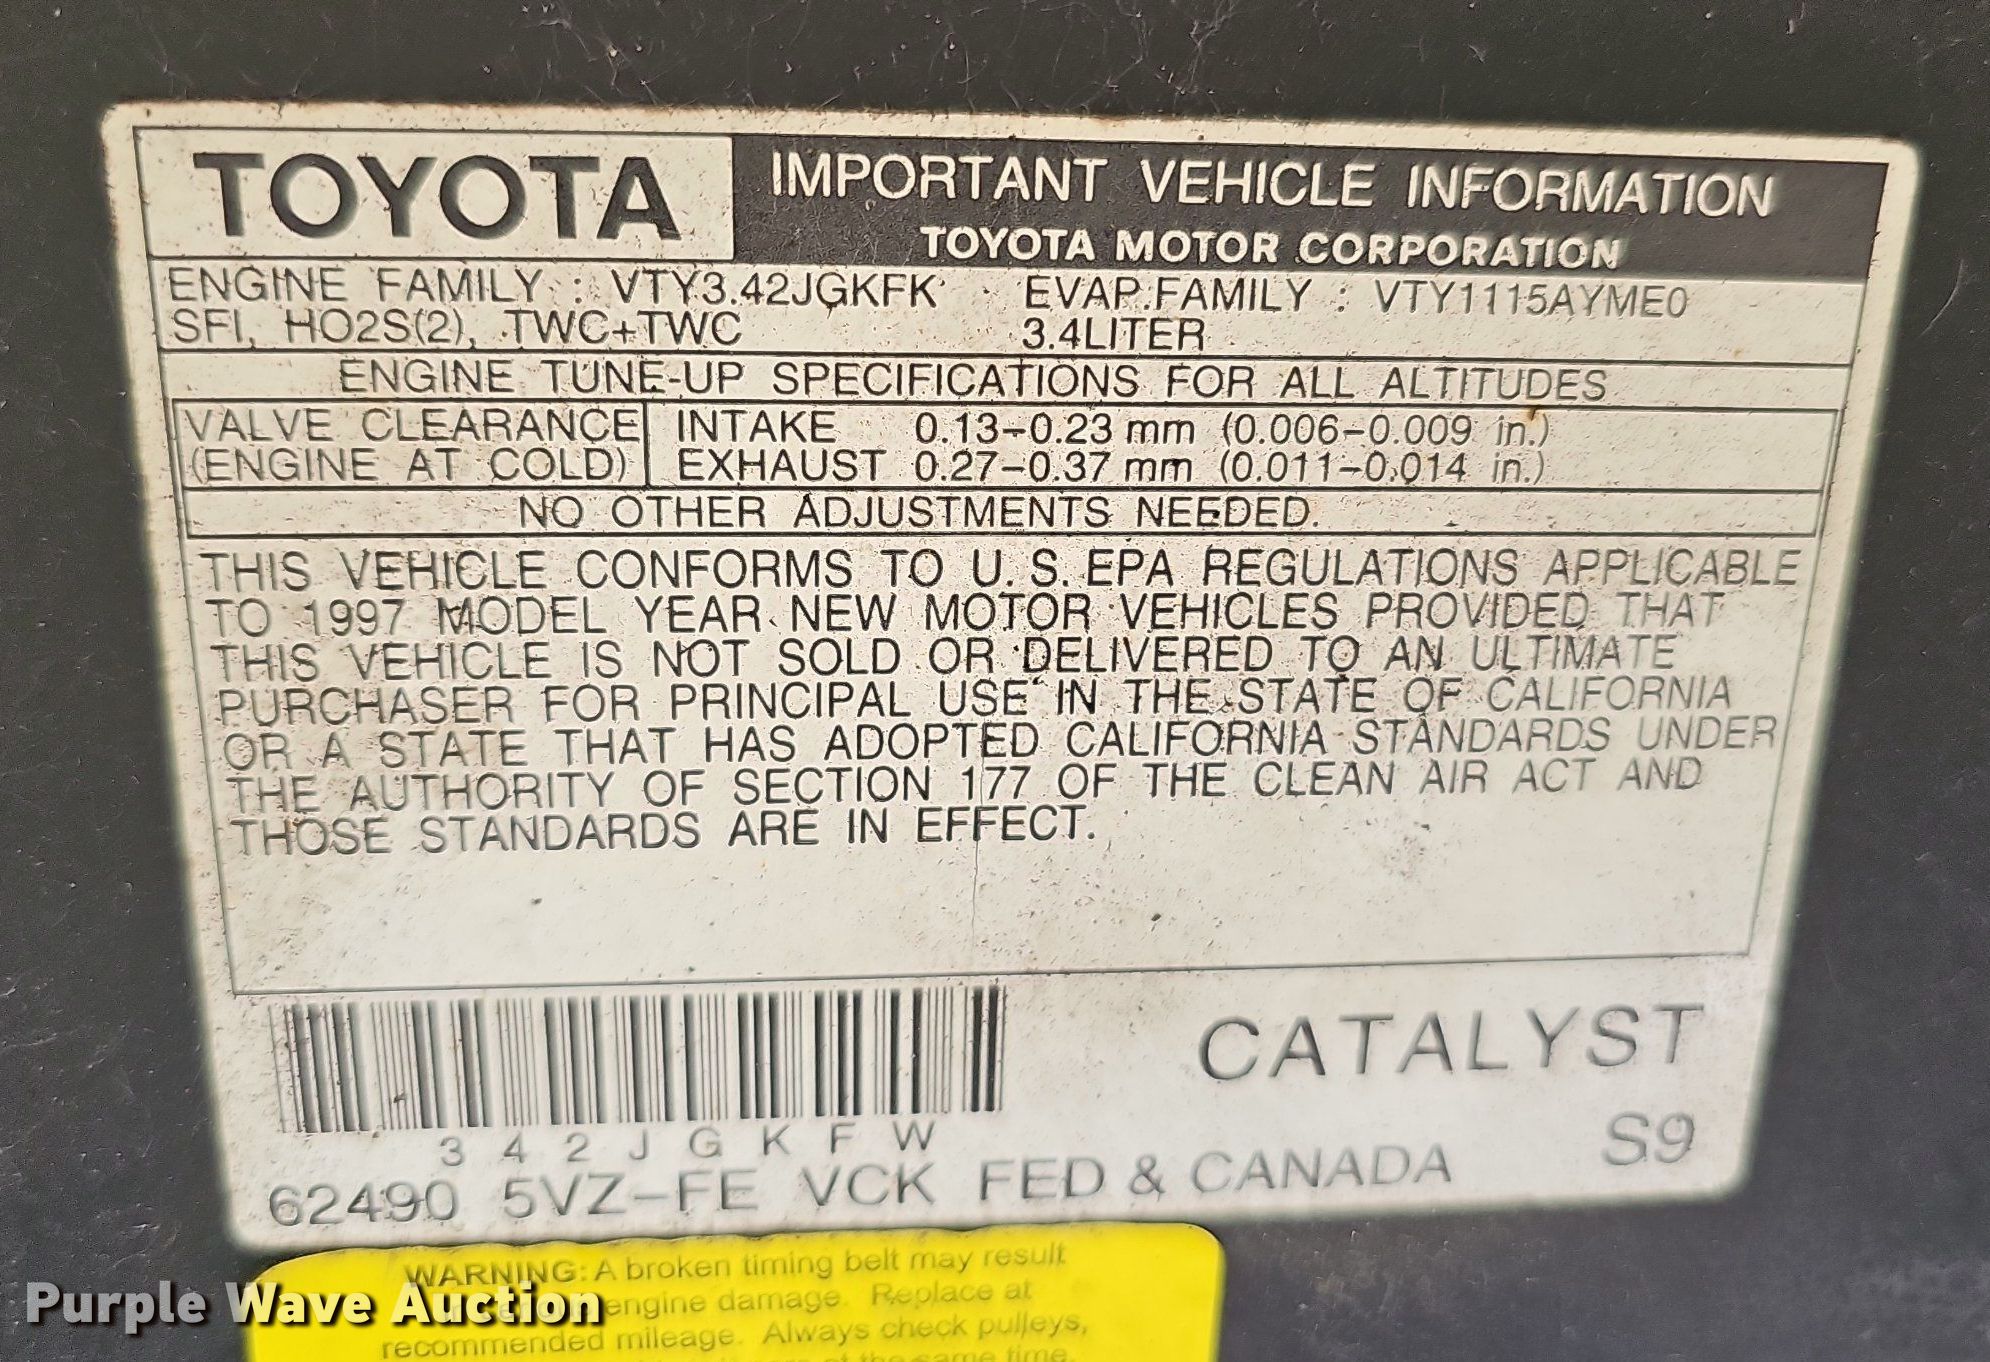 TOYOTA IMPORTANT VEHICLE INFORMATION
TOYOTA MOTOR CORPORATION
ENGINE FAMILY : VTY3.42JGKFK EVAP.FAMILY : VTY1115AYME0
SFI, HO2S(2), TWC+TWC 3.4LITER
ENGINE TUNE-UP SPECIFICATIONS FOR ALL ALTITUDES
VALVE CLEARANCE INTAKE 0.13-0.23 mm (0.006-0.009 in.)
(ENGINE AT COLD) EXHAUST 0.27-0.37 mm (0.011-0.014 in.)
NO OTHER ADJUSTMENTS NEEDED.
THIS VEHICLE CONFORMS TO U.S. EPA REGULATIONS APPLICABLE
TO 1997 MODEL YEAR NEW MOTOR VEHICLES PROVIDED THAT
THIS VEHICLE IS NOT SOLD OR DELIVERED TO AN ULTIMATE
PURCHASER FOR PRINCIPAL USE IN THE STATE OF CALIFORNIA
OR A STATE THAT HAS ADOPTED CALIFORNIA STANDARDS UNDER
THE AUTHORITY OF SECTION 177 OF THE CLEAN AIR ACT AND
THOSE STANDARDS ARE IN EFFECT.
CATALYST
342JGKFW
62490 5VZ-FE VCK FED & CANADA S9
WARNING: A broken timing belt may result
engine damage. Replace at
recommended mileage. Always check pulleys,
at the same time.
Purple Wave Auction